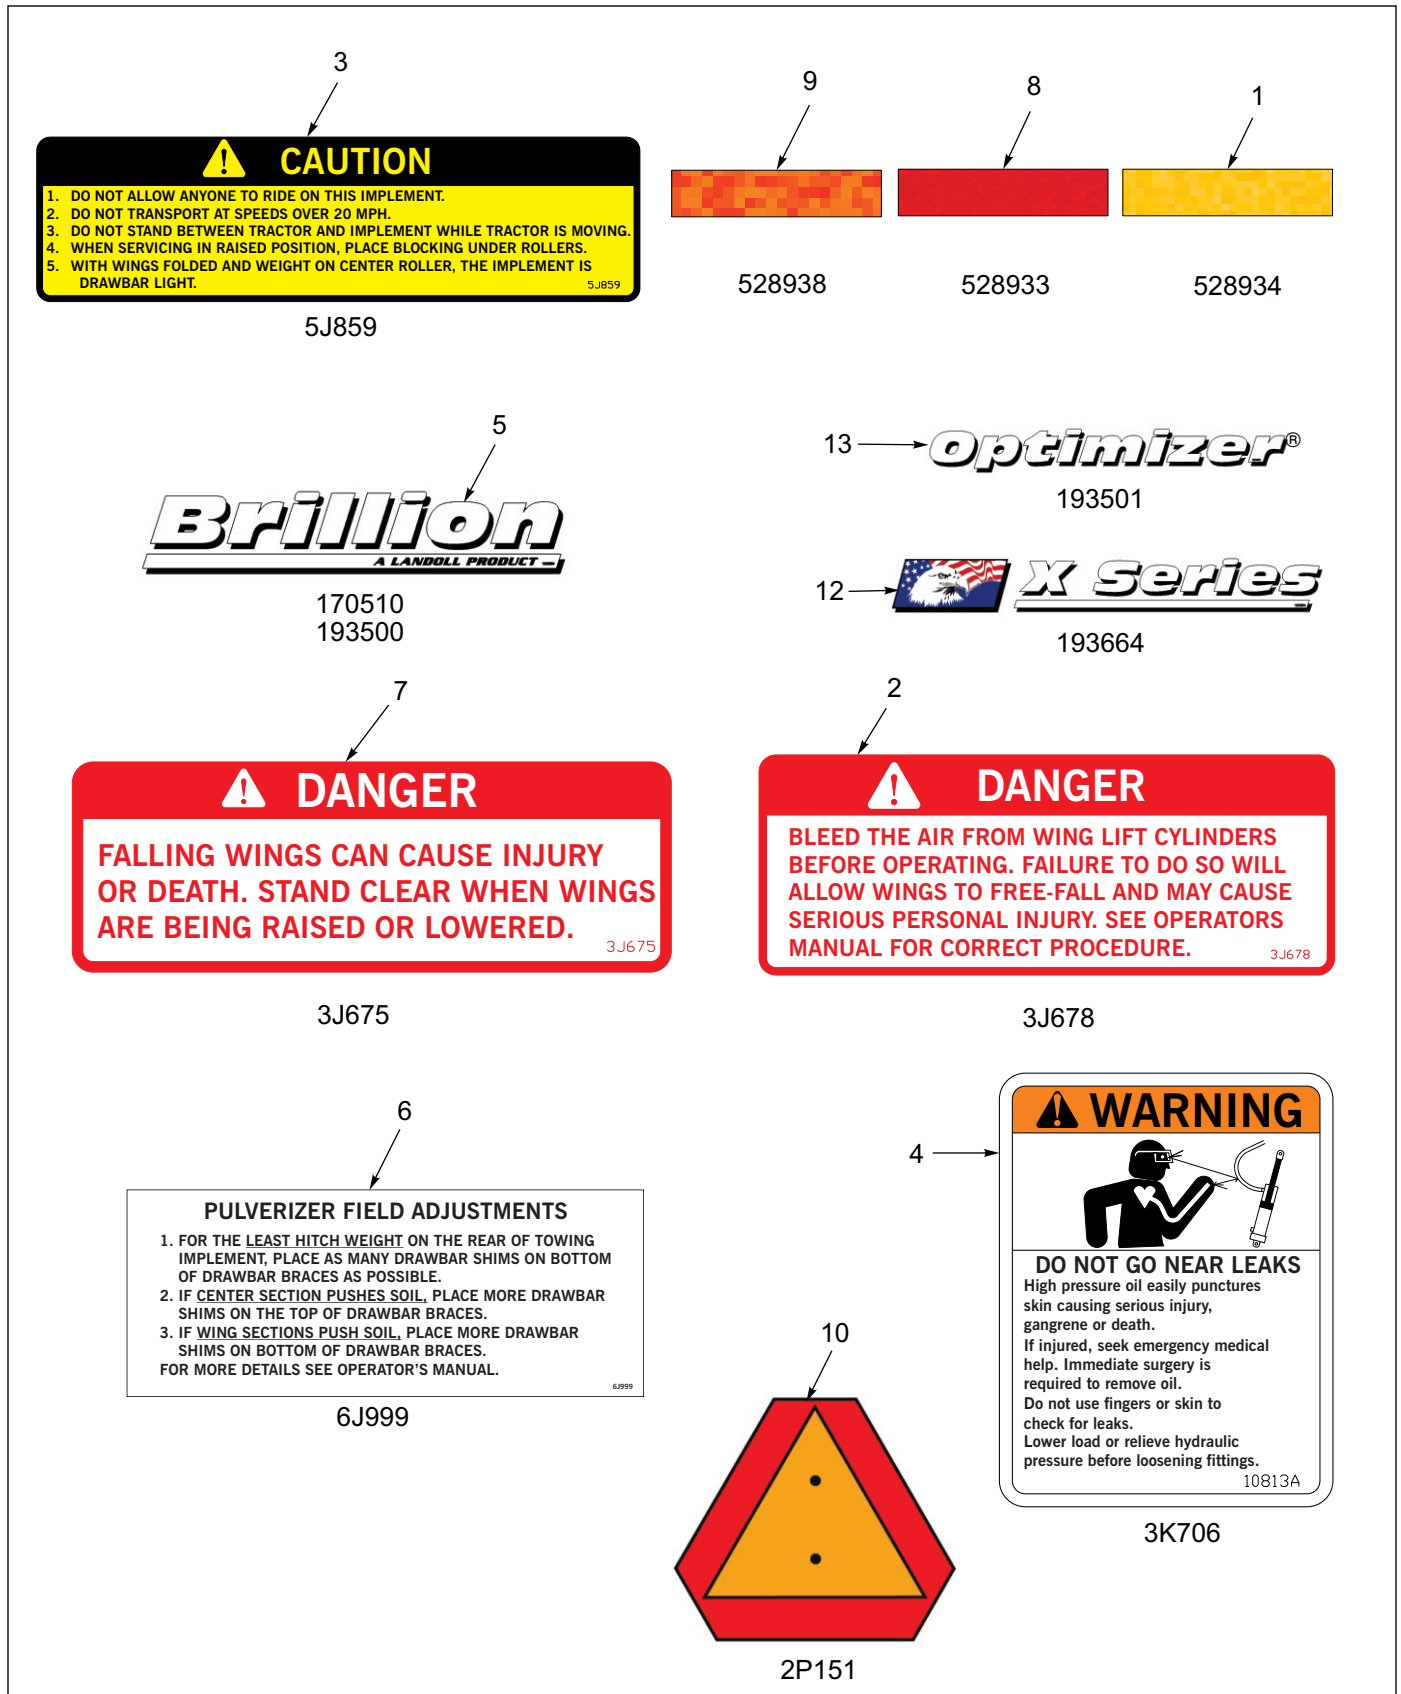 3
9
8
1
CAUTION
1. DO NOT ALLOW ANYONE TO RIDE ON THIS IMPLEMENT.
2. DO NOT TRANSPORT AT SPEEDS OVER 20 MPH.
3. DO NOT STAND BETWEEN TRACTOR AND IMPLEMENT WHILE TRACTOR IS MOVING.
4. WHEN SERVICING IN RAISED POSITION, PLACE BLOCKING UNDER ROLLERS.
5. WITH WINGS FOLDED AND WEIGHT ON CENTER ROLLER, THE IMPLEMENT IS
DRAWBAR LIGHT.
5J859
5J859
528938
528933
528934
5
Brillion
A LANDOLL PRODUCT
170510
193500
13
Optimizer®
193501
12
X Series
193664
7
DANGER
FALLING WINGS CAN CAUSE INJURY
OR DEATH. STAND CLEAR WHEN WINGS
ARE BEING RAISED OR LOWERED.
3J675
3J675
2
DANGER
BLEED THE AIR FROM WING LIFT CYLINDERS
BEFORE OPERATING. FAILURE TO DO SO WILL
ALLOW WINGS TO FREE-FALL AND MAY CAUSE
SERIOUS PERSONAL INJURY. SEE OPERATORS
MANUAL FOR CORRECT PROCEDURE.
3J678
3J678
6
PULVERIZER FIELD ADJUSTMENTS
1. FOR THE LEAST HITCH WEIGHT ON THE REAR OF TOWING
IMPLEMENT, PLACE AS MANY DRAWBAR SHIMS ON BOTTOM
OF DRAWBAR BRACES AS POSSIBLE.
2. IF CENTER SECTION PUSHES SOIL, PLACE MORE DRAWBAR
SHIMS ON THE TOP OF DRAWBAR BRACES.
3. IF WING SECTIONS PUSH SOIL, PLACE MORE DRAWBAR
SHIMS ON BOTTOM OF DRAWBAR BRACES.
FOR MORE DETAILS SEE OPERATOR'S MANUAL.
6J999
6J999
4
WARNING
DO NOT GO NEAR LEAKS
High pressure oil easily punctures
skin causing serious injury,
gangrene or death.
If injured, seek emergency medical
help. Immediate surgery is
required to remove oil.
Do not use fingers or skin to
check for leaks.
Lower load or relieve hydraulic
pressure before loosening fittings.
10813A
3K706
10
2P151